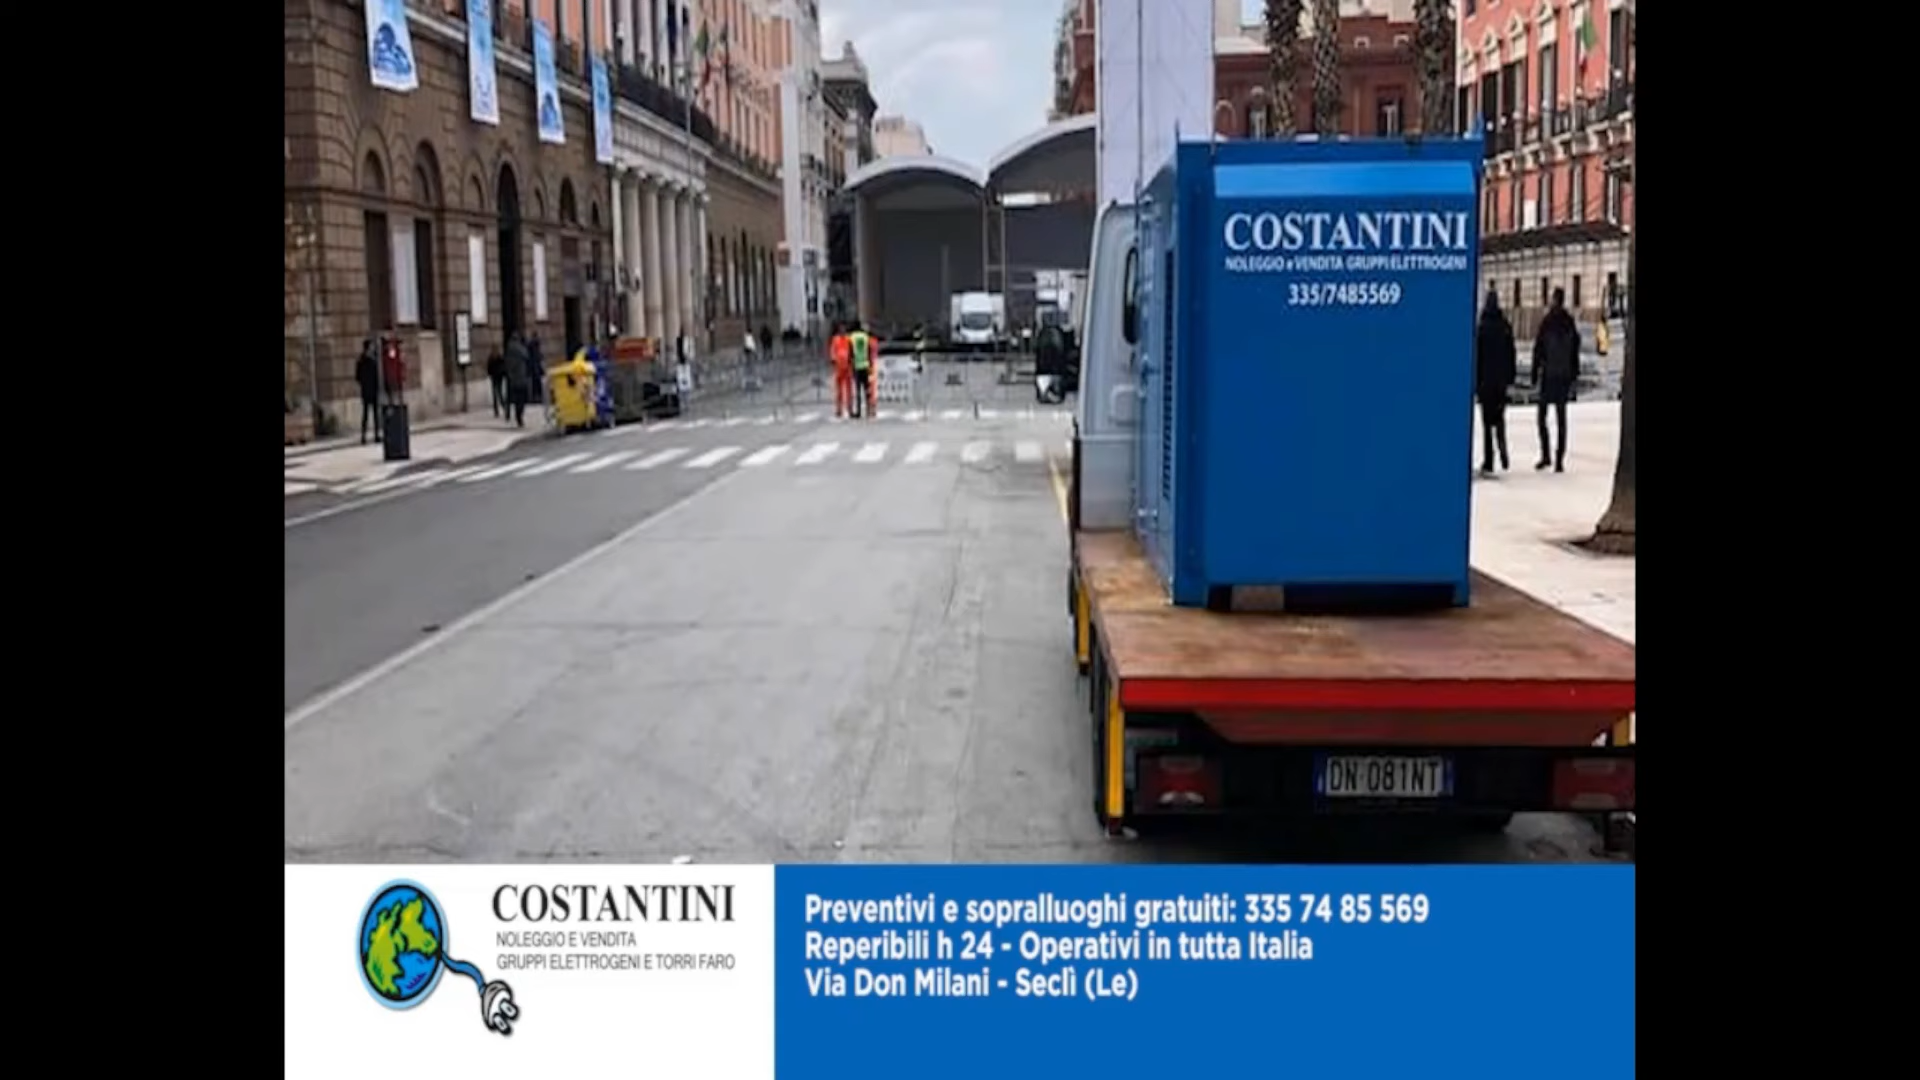 COSTANTINI
NOLEGGIO e VENDITA GRUPPI ELETTROGENI
335/7485569
DN 081NT
COSTANTINI
NOLEGGIO E VENDITA
GRUPPI ELETTROGENI E TORRI FARO
Preventivi e sopralluoghi gratuiti: 335 74 85 569
Reperibili h 24 - Operativi in tutta Italia
Via Don Milani - Seclì (Le)